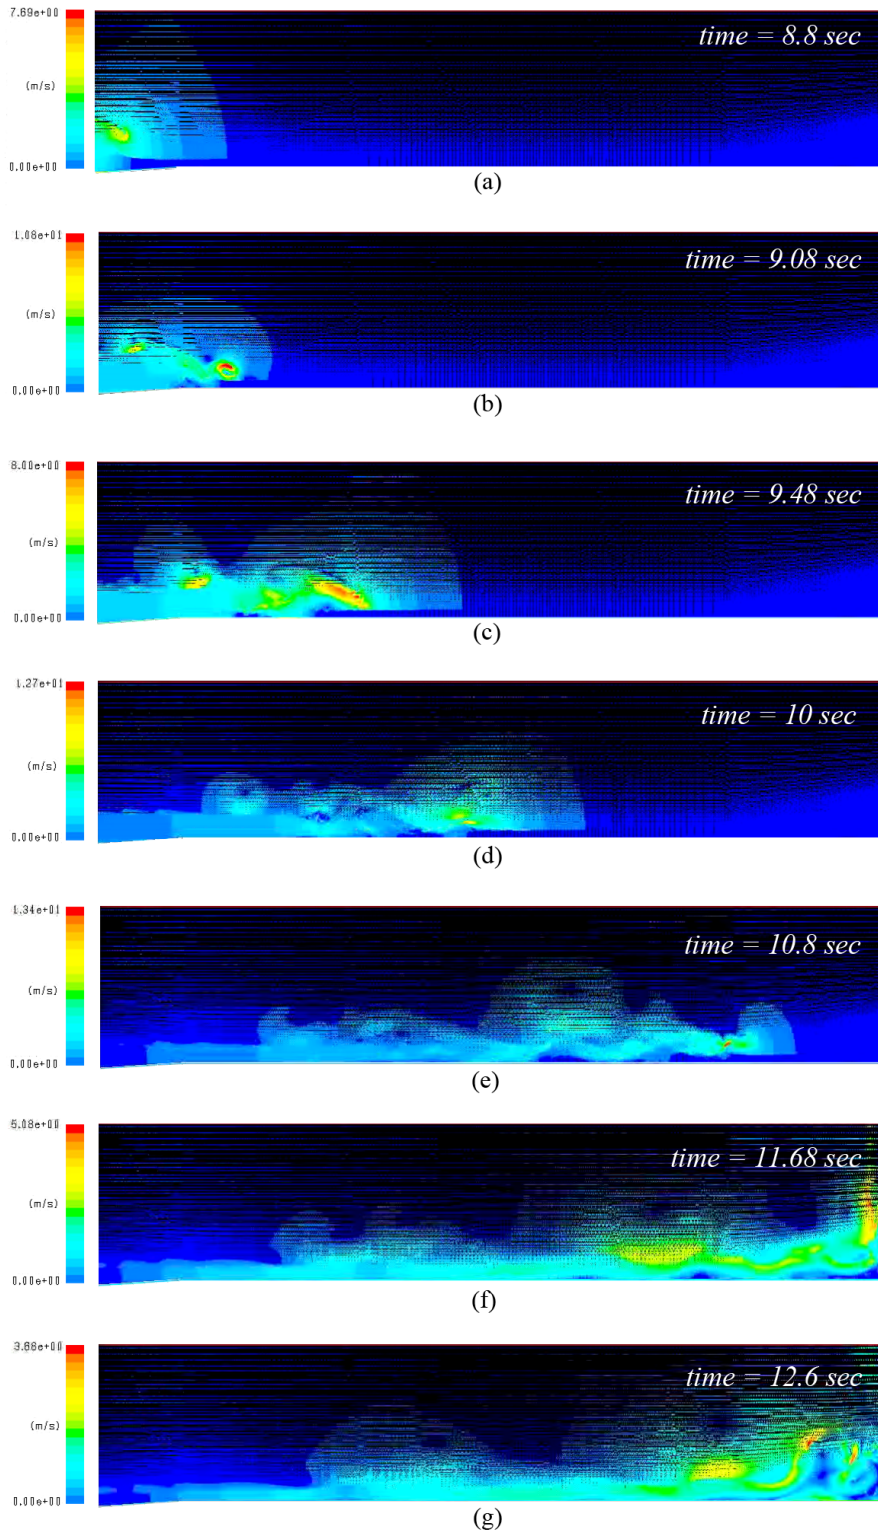 7.69e+00
time = 8.8 sec
(m/s)
0.00e+00
(a)
1.08e+01
time = 9.08 sec
(m/s)
0.00e+00
(b)
8.00e+00
time = 9.48 sec
(m/s)
0.00e+00
(c)
1.27e+01
time = 10 sec
(m/s)
0.00e+00
(d)
1.34e+01
time = 10.8 sec
(m/s)
0.00e+00
(e)
5.08e+00
time = 11.68 sec
(m/s)
0.00e+00
(f)
3.68e+00
time = 12.6 sec
(m/s)
0.00e+00
(g)